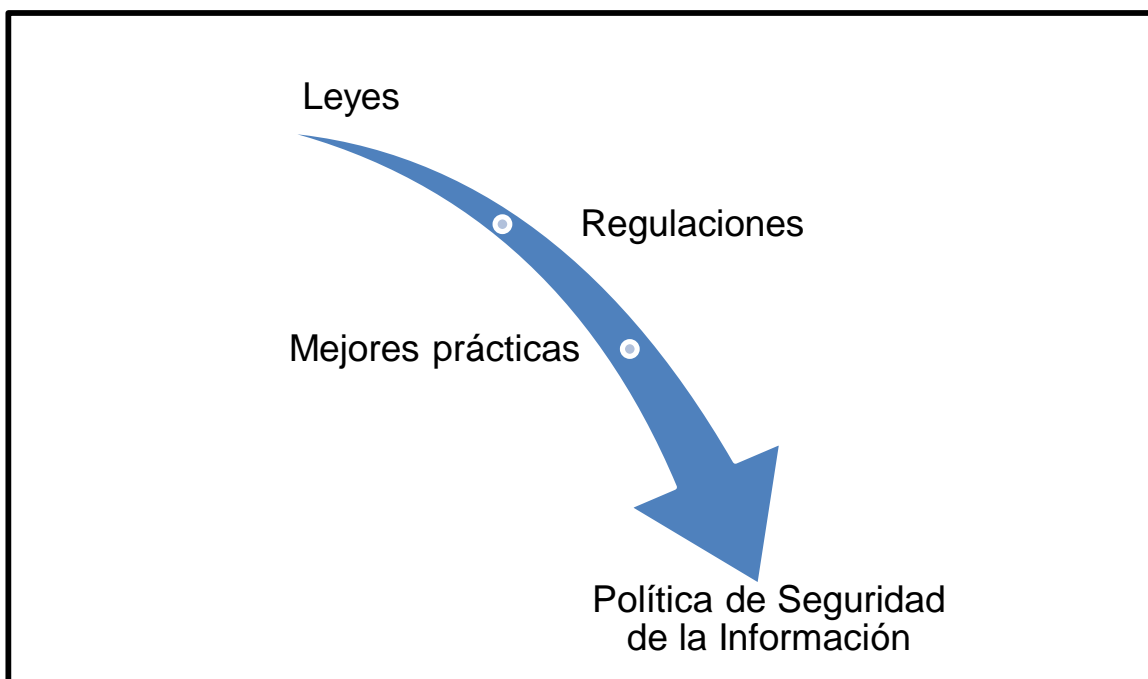 Leyes
Regulaciones
Mejores prácticas
Política de Seguridad
de la Información